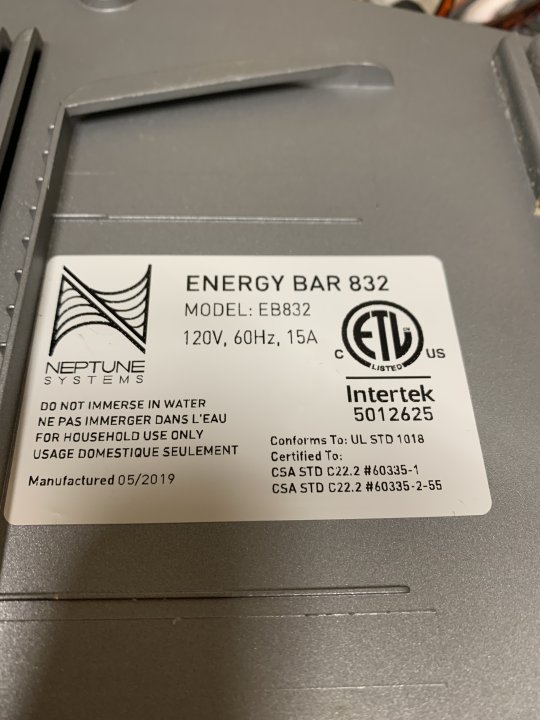 ENERGY BAR 832
MODEL: EB832
120V, 60Hz, 15A
NEPTUNE
SYSTEMS
C ETL US
LISTED
Intertek
5012625
DO NOT IMMERSE IN WATER
NE PAS IMMERGER DANS L'EAU
FOR HOUSEHOLD USE ONLY
USAGE DOMESTIQUE SEULEMENT
Manufactured 05/2019
Conforms To: UL STD 1018
Certified To:
CSA STD C22.2 #60335-1
CSA STD C22.2 #60335-2-55